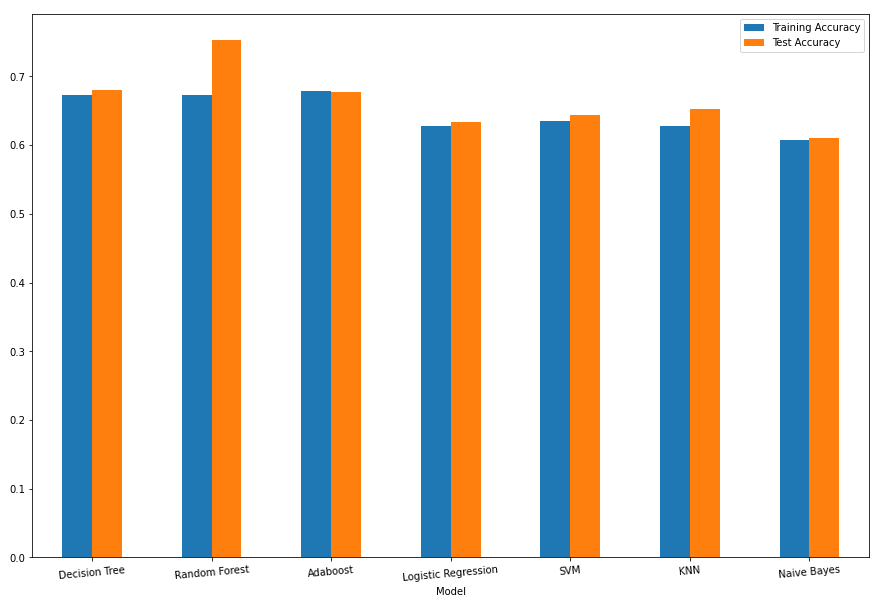 Training Accuracy
Test Accuracy
0.7
0.6
0.5
0.4
0.3
0.2
0.1
0.0
Decision Tree
Random Forest
Adaboost
Logistic Regression
SVM
KNN
Naive Bayes
Model